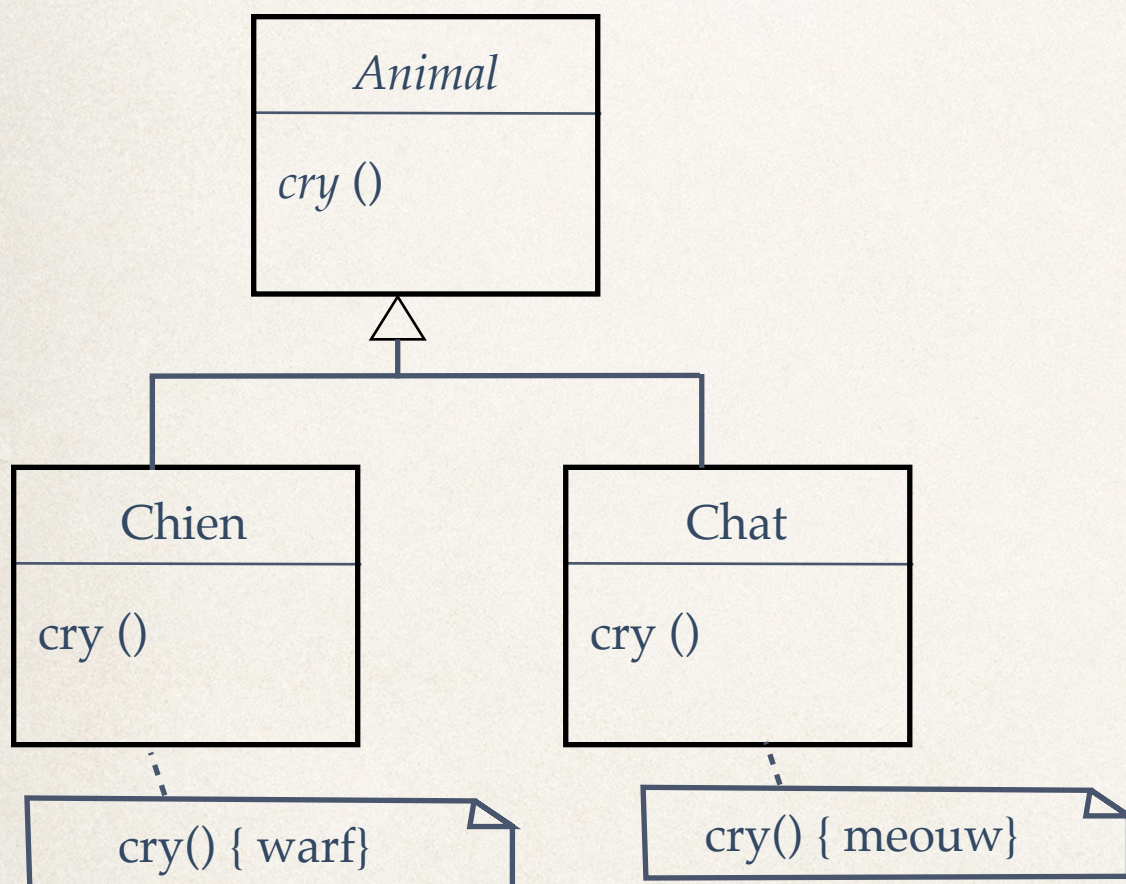 Animal
cry ()
Chien
Chat
cry ()
cry ()
cry() { warf}
cry() { meouw}